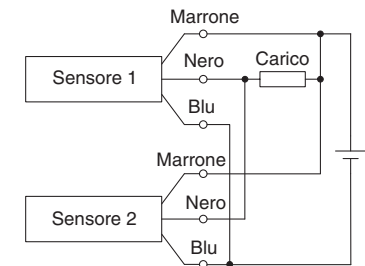 Marrone
Nero
Carico
Sensore 1
Blu
Marrone
Nero
Sensore 2
Blu